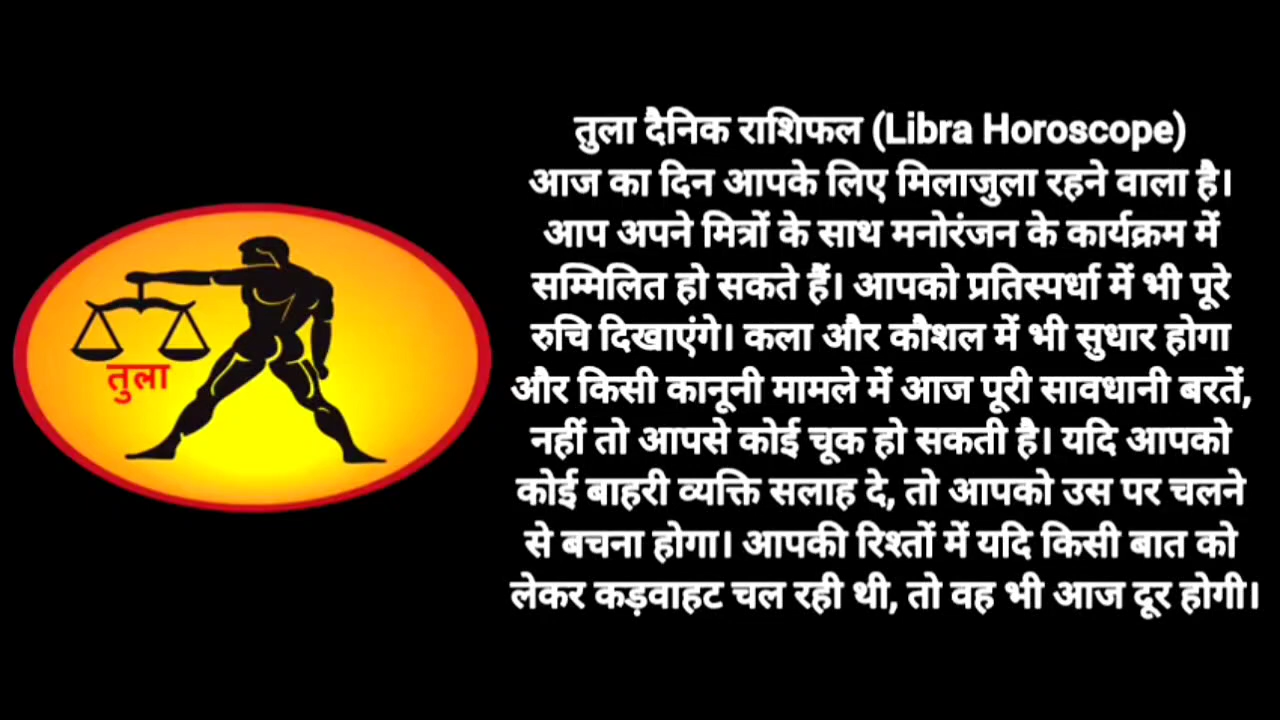 तुला दैनिक राशिफल (Libra Horoscope)
आज का दिन आपके लिए मिलाजुला रहने वाला है।
आप अपने मित्रों के साथ मनोरंजन के कार्यक्रम में
सम्मिलित हो सकते हैं। आपको प्रतिस्पर्धा में भी पूरे
रुचि दिखाएंगे। कला और कौशल में भी सुधार होगा
और किसी कानूनी मामले में आज पूरी सावधानी बरतें,
नहीं तो आपसे कोई चूक हो सकती है। यदि आपको
कोई बाहरी व्यक्ति सलाह दे, तो आपको उस पर चलने
से बचना होगा। आपकी रिश्तों में यदि किसी बात को
लेकर कड़वाहट चल रही थी, तो वह भी आज दूर होगी।
तुला